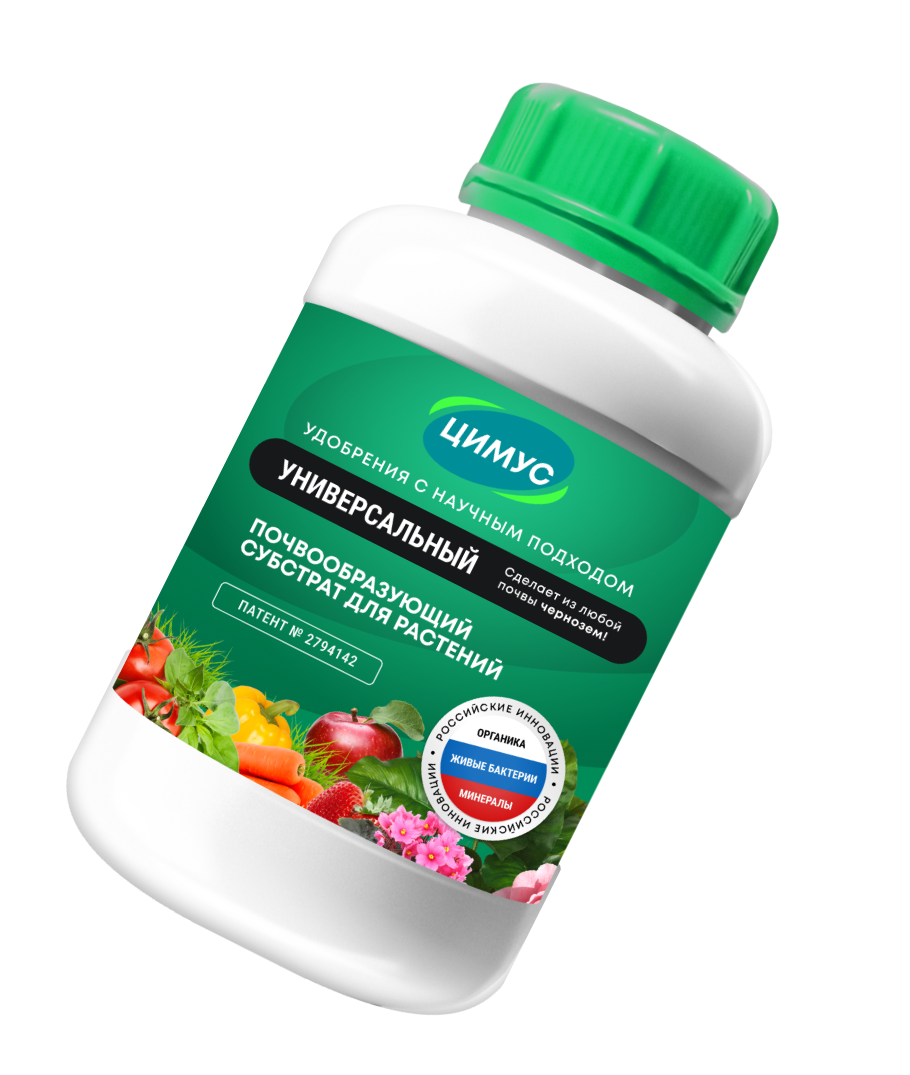 ЦИМУС
УДОБРЕНИЯ С НАУЧНЫМ ПОДХОДОМ
УНИВЕРСАЛЬНЫЙ
Сделает из любой
почвы чернозем!
ПОЧВООБРАЗУЮЩИЙ
СУБСТРАТ ДЛЯ РАСТЕНИЙ
ПАТЕНТ № 2794142
РОССИЙСКИЕ ИННОВАЦИИ • РОССИЙСКИЕ ИННОВАЦИИ •
ОРГАНИКА
ЖИВЫЕ БАКТЕРИИ
МИНЕРАЛЫ